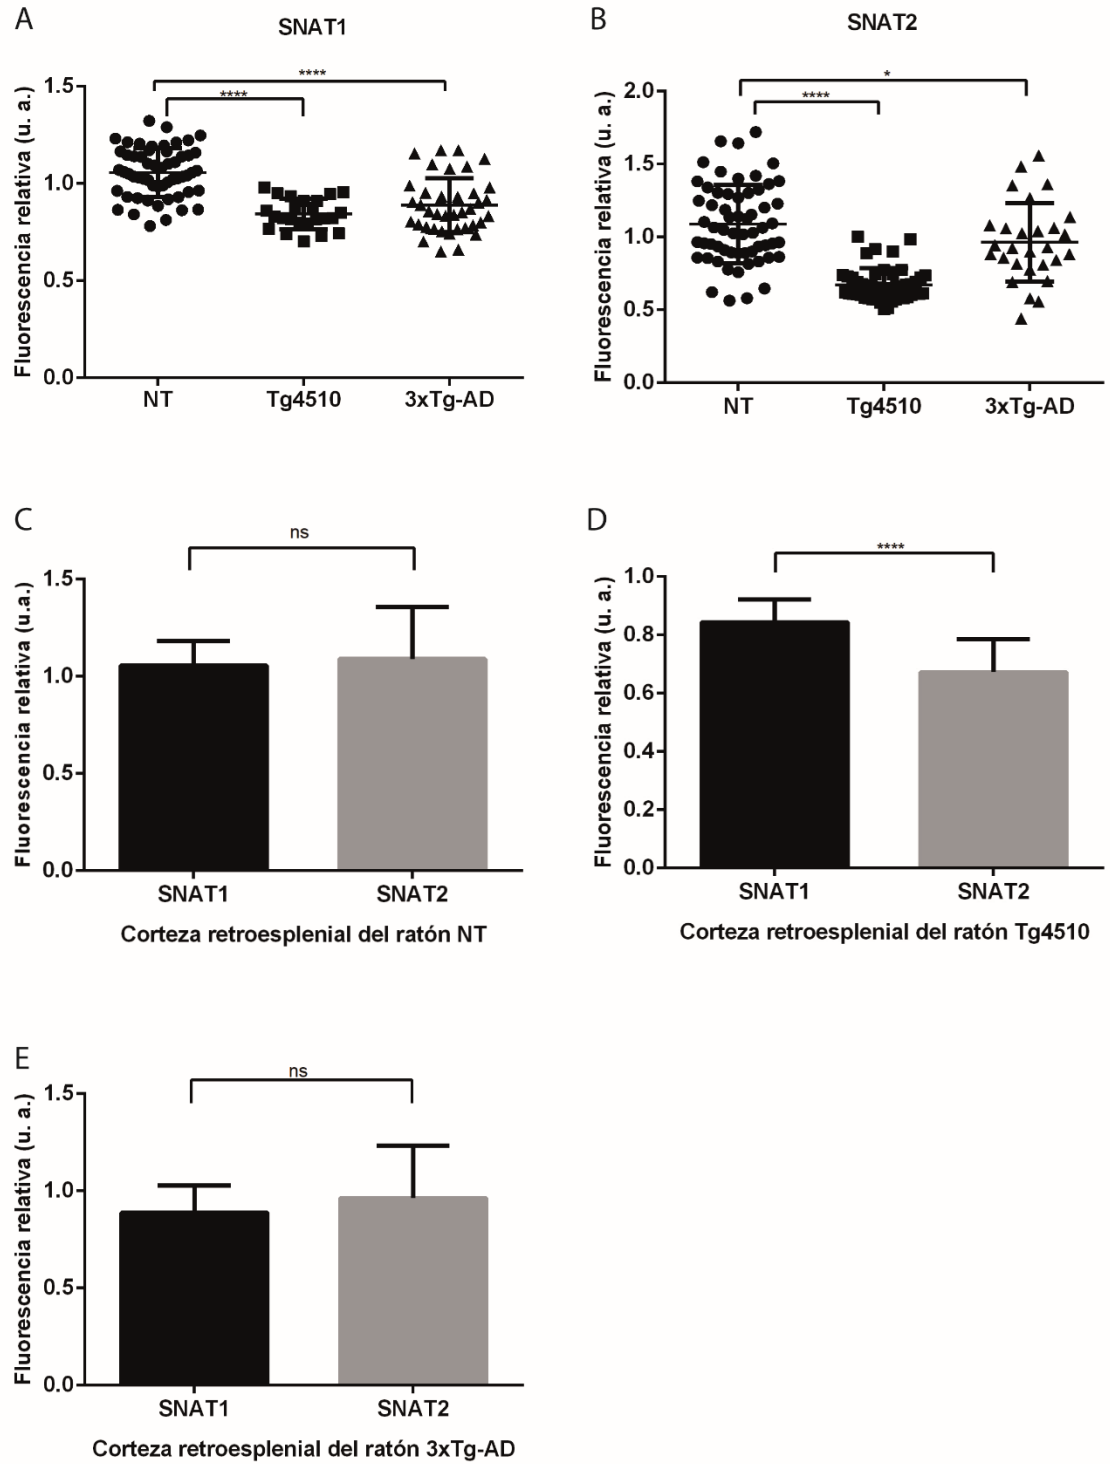 A
SNAT1
Fluorescencia relativa (u. a.)
1.5
1.0
0.5
0.0
****
****
NT
Tg4510
3xTg-AD
B
SNAT2
Fluorescencia relativa (u. a.)
2.0
1.5
1.0
0.5
0.0
*
****
NT
Tg4510
3xTg-AD
C
ns
Fluorescencia relativa (u.a.)
1.5
1.0
0.5
0.0
SNAT1
SNAT2
Corteza retroesplenial del ratón NT
D
****
Fluorescencia relativa (u. a.)
1.0
0.8
0.6
0.4
0.2
0.0
SNAT1
SNAT2
Corteza retroesplenial del ratón Tg4510
E
ns
Fluorescencia relativa (u. a.)
1.5
1.0
0.5
0.0
SNAT1
SNAT2
Corteza retroesplenial del ratón 3xTg-AD